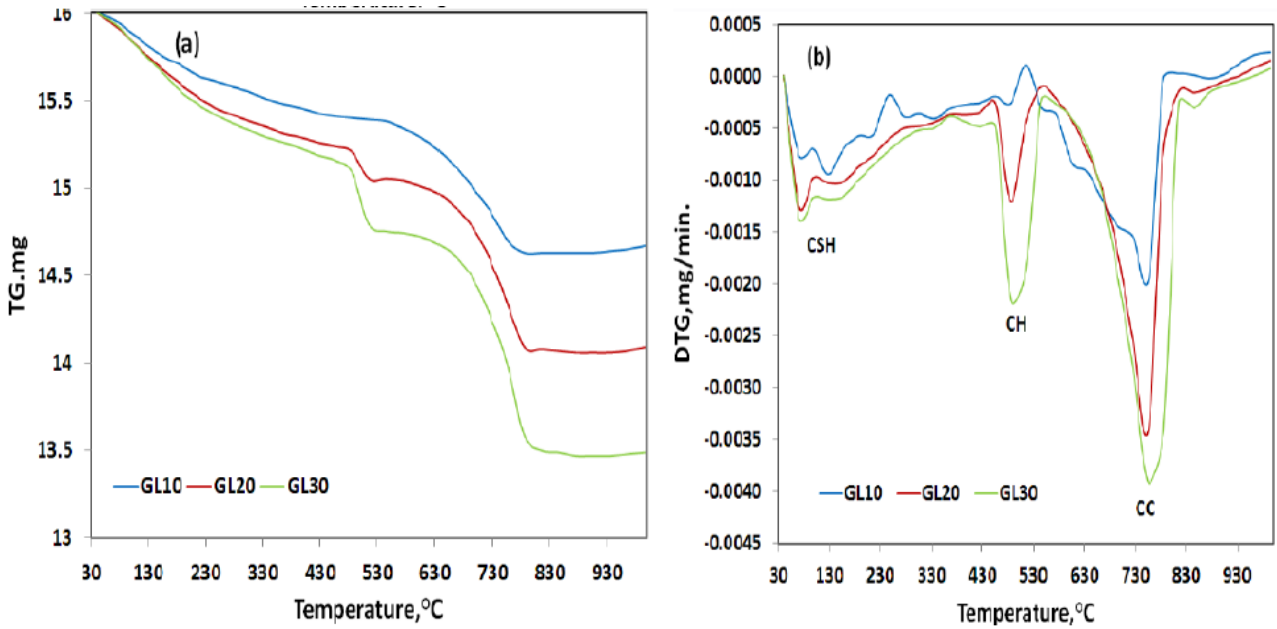 (a)
16
15.5
15
14.5
14
13.5
13
TG.mg
GL10 GL20 GL30
30 130 230 330 430 530 630 730 830 930
Temperature,°C
(b)
0.0005
0.0000
-0.0005
-0.0010
-0.0015
-0.0020
-0.0025
-0.0030
-0.0035
-0.0040
-0.0045
DTG,mg/min.
CSH
CH
CC
GL10 GL20 GL30
30 130 230 330 430 530 630 730 830 930
Temperature,°C